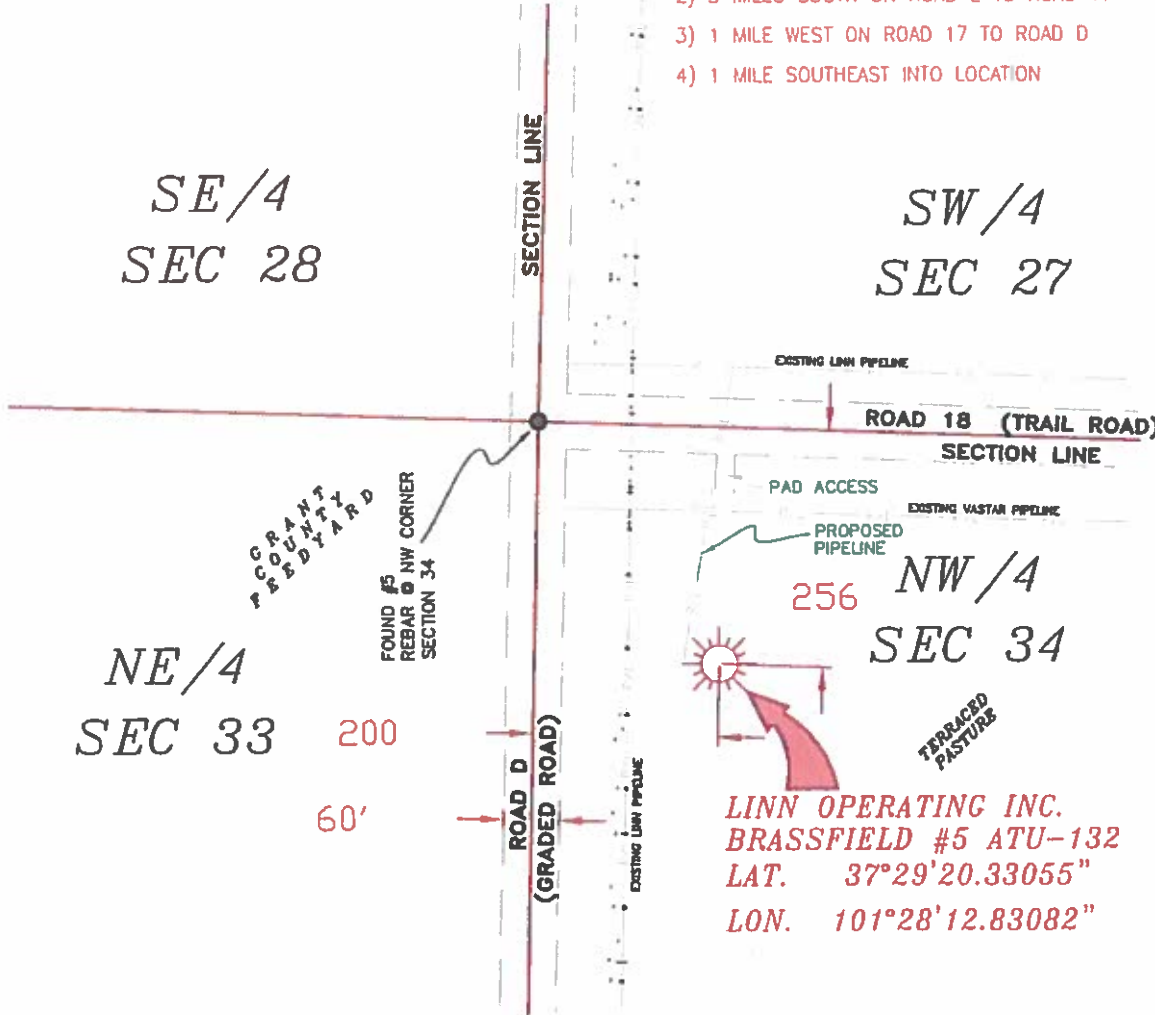 3) 1 MILE WEST ON ROAD 17 TO ROAD D
4) 1 MILE SOUTHEAST INTO LOCATION
SECTION LINE
SE/4
SEC 28
SW/4
SEC 27
EXISTING LINN PIPELINE
ROAD 18 (TRAIL ROAD)
SECTION LINE
PAD ACCESS
EXISTING VASTAR PIPELINE
PROPOSED
PIPELINE
GRANT
COUNTY
FEEDYARD
FOUND #5
REBAR @ NW CORNER
SECTION 34
256
NW/4
SEC 34
NE/4
SEC 33
200
60'
ROAD D
(GRADED ROAD)
EXISTING LINN PIPELINE
TERRACED
PASTURE
LINN OPERATING INC.
BRASSFIELD #5 ATU-132
LAT. 37°29'20.33055"
LON. 101°28'12.83082"